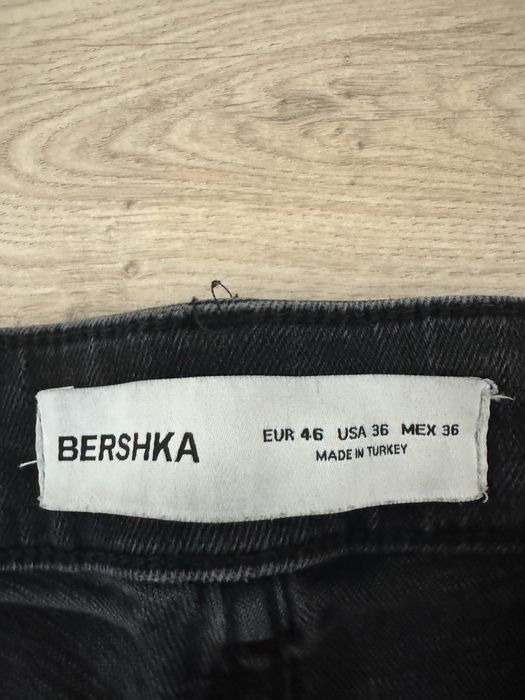 BERSHKA
EUR 46 USA 36 MEX 36
MADE IN TURKEY